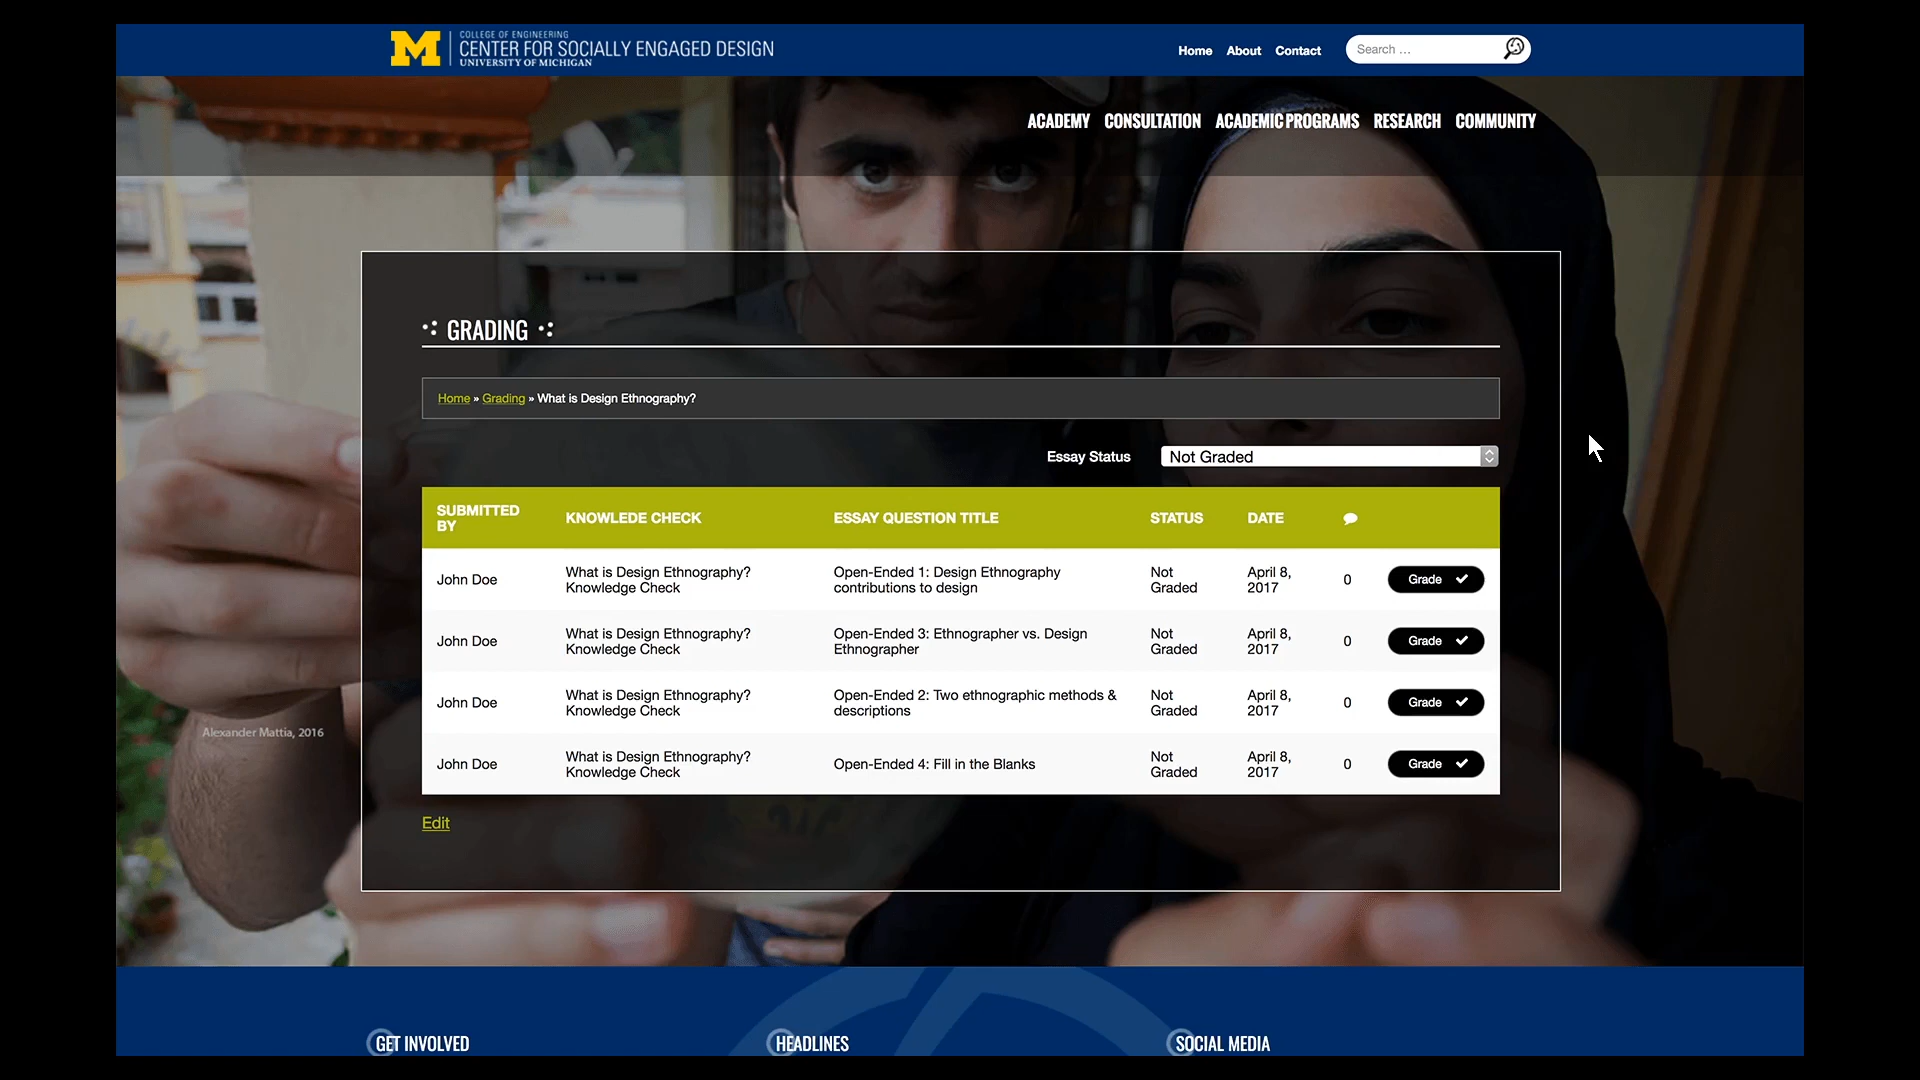 COLLEGE OF ENGINEERING
CENTER FOR SOCIALLY ENGAGED DESIGN
UNIVERSITY OF MICHIGAN
Home About Contact Search ...
ACADEMY CONSULTATION ACADEMIC PROGRAMS RESEARCH COMMUNITY
GRADING
Home » Grading » What is Design Ethnography?
Essay Status Not Graded
SUBMITTED BY KNOWLEDE CHECK ESSAY QUESTION TITLE STATUS DATE
John Doe What is Design Ethnography? Knowledge Check Open-Ended 1: Design Ethnography contributions to design Not Graded April 8, 2017 0 Grade
John Doe What is Design Ethnography? Knowledge Check Open-Ended 3: Ethnographer vs. Design Ethnographer Not Graded April 8, 2017 0 Grade
John Doe What is Design Ethnography? Knowledge Check Open-Ended 2: Two ethnographic methods & descriptions Not Graded April 8, 2017 0 Grade
John Doe What is Design Ethnography? Knowledge Check Open-Ended 4: Fill in the Blanks Not Graded April 8, 2017 0 Grade
Alexander Mattia, 2016
Edit
GET INVOLVED HEADLINES SOCIAL MEDIA